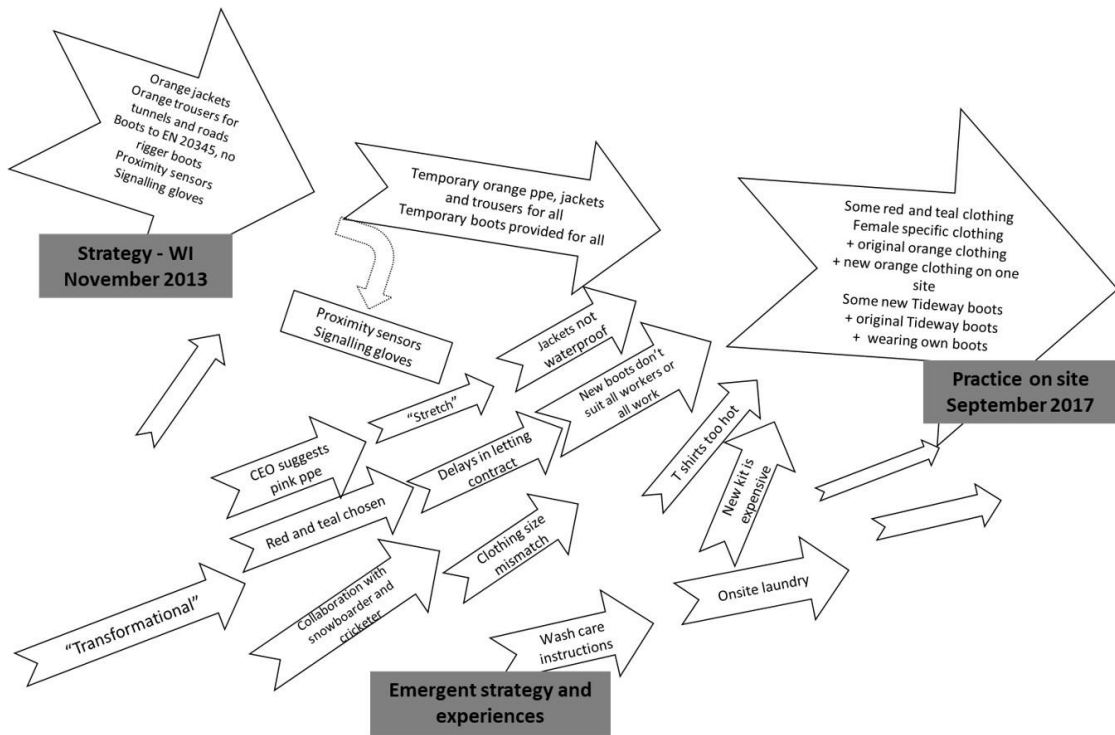 Orange jackets
Orange trousers for
tunnels and roads
Boots to EN 20345, no
rigger boots
Proximity sensors
Signalling gloves
Strategy - WI
November 2013
Temporary orange ppe, jackets
and trousers for all
Temporary boots provided for all
Proximity sensors
Signalling gloves
Some red and teal clothing
Female specific clothing
+ original orange clothing
+ new orange clothing on one
site
Some new Tideway boots
+ original Tideway boots
+ wearing own boots
Practice on site
September 2017
Jackets not
waterproof
"Stretch"
New boots don't
suit all workers or
all work
CEO suggests
pink ppe
Delays in letting
contract
T shirts too hot
New kit is
expensive
Red and teal chosen
Clothing size
mismatch
Collaboration with
snowboarder and
cricketer
"Transformational"
Onsite laundry
Wash care
instructions
Emergent strategy and
experiences